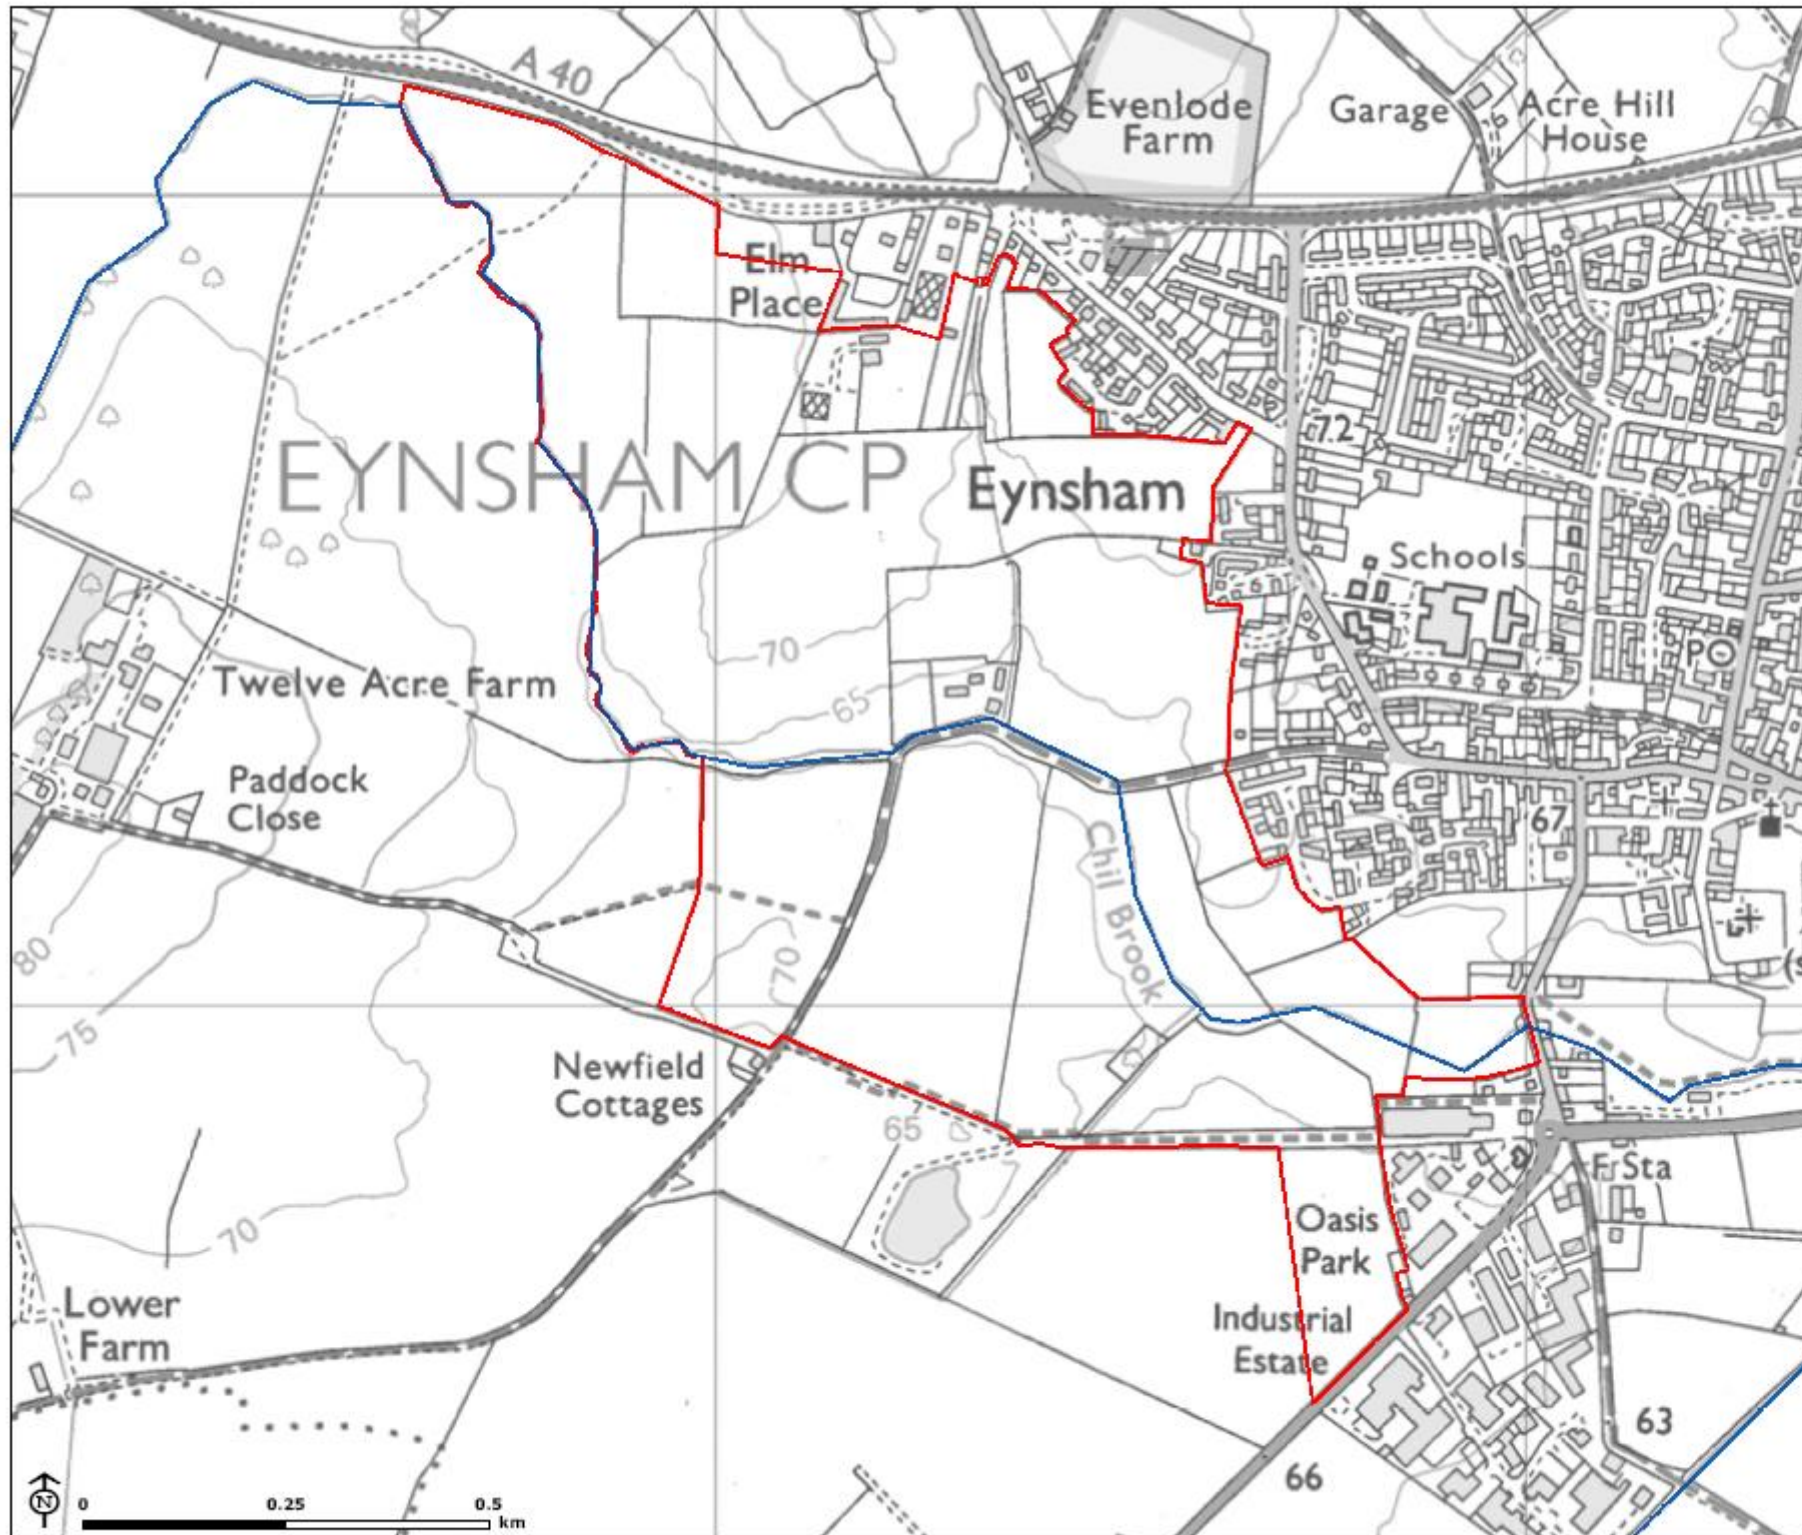 A 40
Evenlode
Farm
Garage
Acre Hill
House
Elm
Place
72
EYNSHAM CP
Eynsham
Schools
PO
70
65
Twelve Acre Farm
Paddock
Close
67
Chil Brook
80
70
75
Newfield
Cottages
65
F Sta
70
Oasis
Park
Lower
Farm
Industrial
Estate
63
66
N
0 0.25 0.5
km